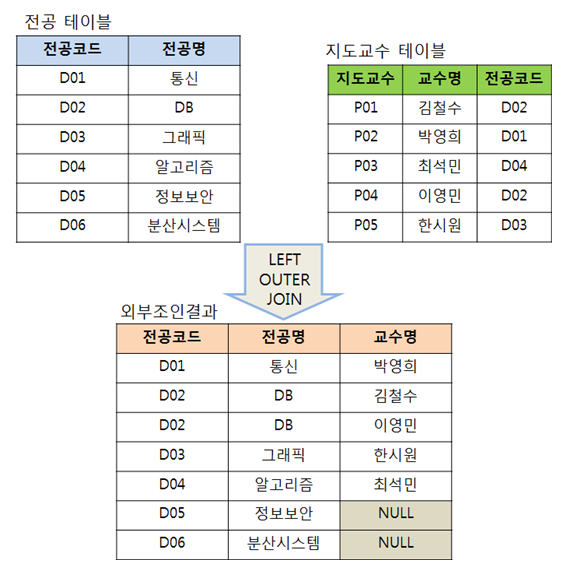 전공 테이블
전공코드 전공명
D01 통신
D02 DB
D03 그래픽
D04 알고리즘
D05 정보보안
D06 분산시스템
지도교수 테이블
지도교수 교수명 전공코드
P01 김철수 D02
P02 박영희 D01
P03 최석민 D04
P04 이영민 D02
P05 한시원 D03
LEFT
OUTER
JOIN
외부조인결과
전공코드 전공명 교수명
D01 통신 박영희
D02 DB 김철수
D02 DB 이영민
D03 그래픽 한시원
D04 알고리즘 최석민
D05 정보보안 NULL
D06 분산시스템 NULL